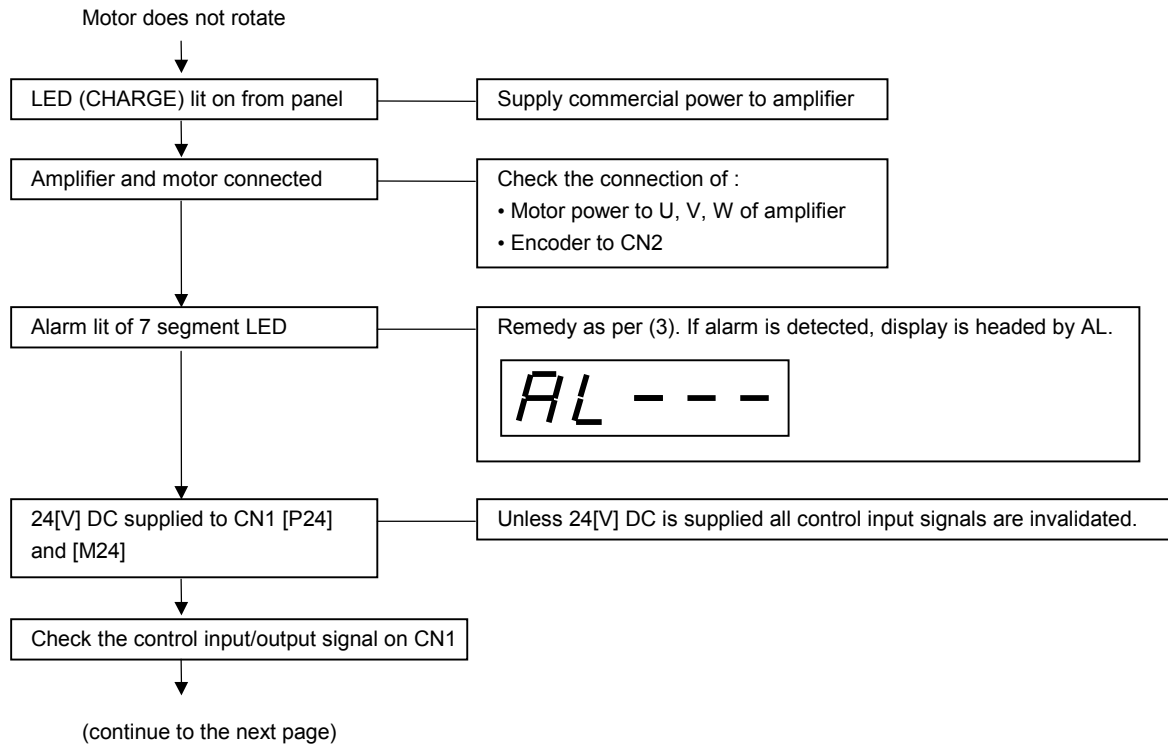 Motor does not rotate
LED (CHARGE) lit on from panel
Supply commercial power to amplifier
Amplifier and motor connected
Check the connection of :
• Motor power to U, V, W of amplifier
• Encoder to CN2
Alarm lit of 7 segment LED
Remedy as per (3). If alarm is detected, display is headed by AL.
AL - - -
24[V] DC supplied to CN1 [P24]
and [M24]
Unless 24[V] DC is supplied all control input signals are invalidated.
Check the control input/output signal on CN1
(continue to the next page)